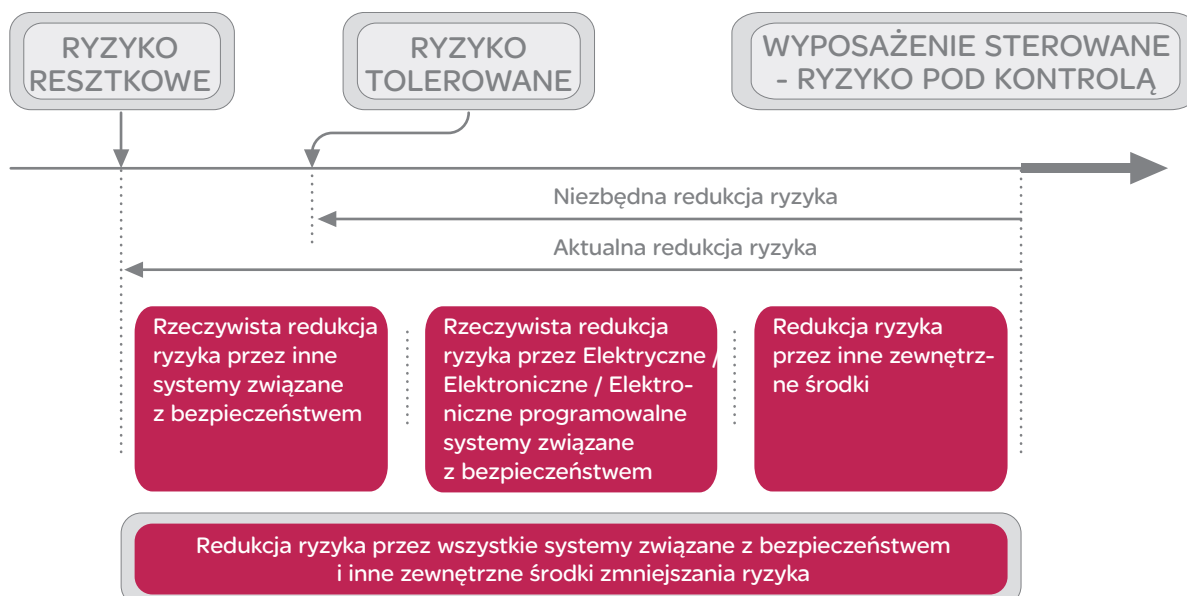 RYZYKO
RESZTKOWE
RYZYKO
TOLEROWANE
WYPOSAŻENIE STEROWANE
- RYZYKO POD KONTROLĄ
Niezbędna redukcja ryzyka
Aktualna redukcja ryzyka
Rzeczywista redukcja
ryzyka przez inne
systemy związane
z bezpieczeństwem
Rzeczywista redukcja
ryzyka przez Elektryczne /
Elektroniczne / Elektro-
niczne programowalne
systemy związane
z bezpieczeństwem
Redukcja ryzyka
przez inne zewnętrz-
ne środki
Redukcja ryzyka przez wszystkie systemy związane z bezpieczeństwem
i inne zewnętrzne środki zmniejszania ryzyka